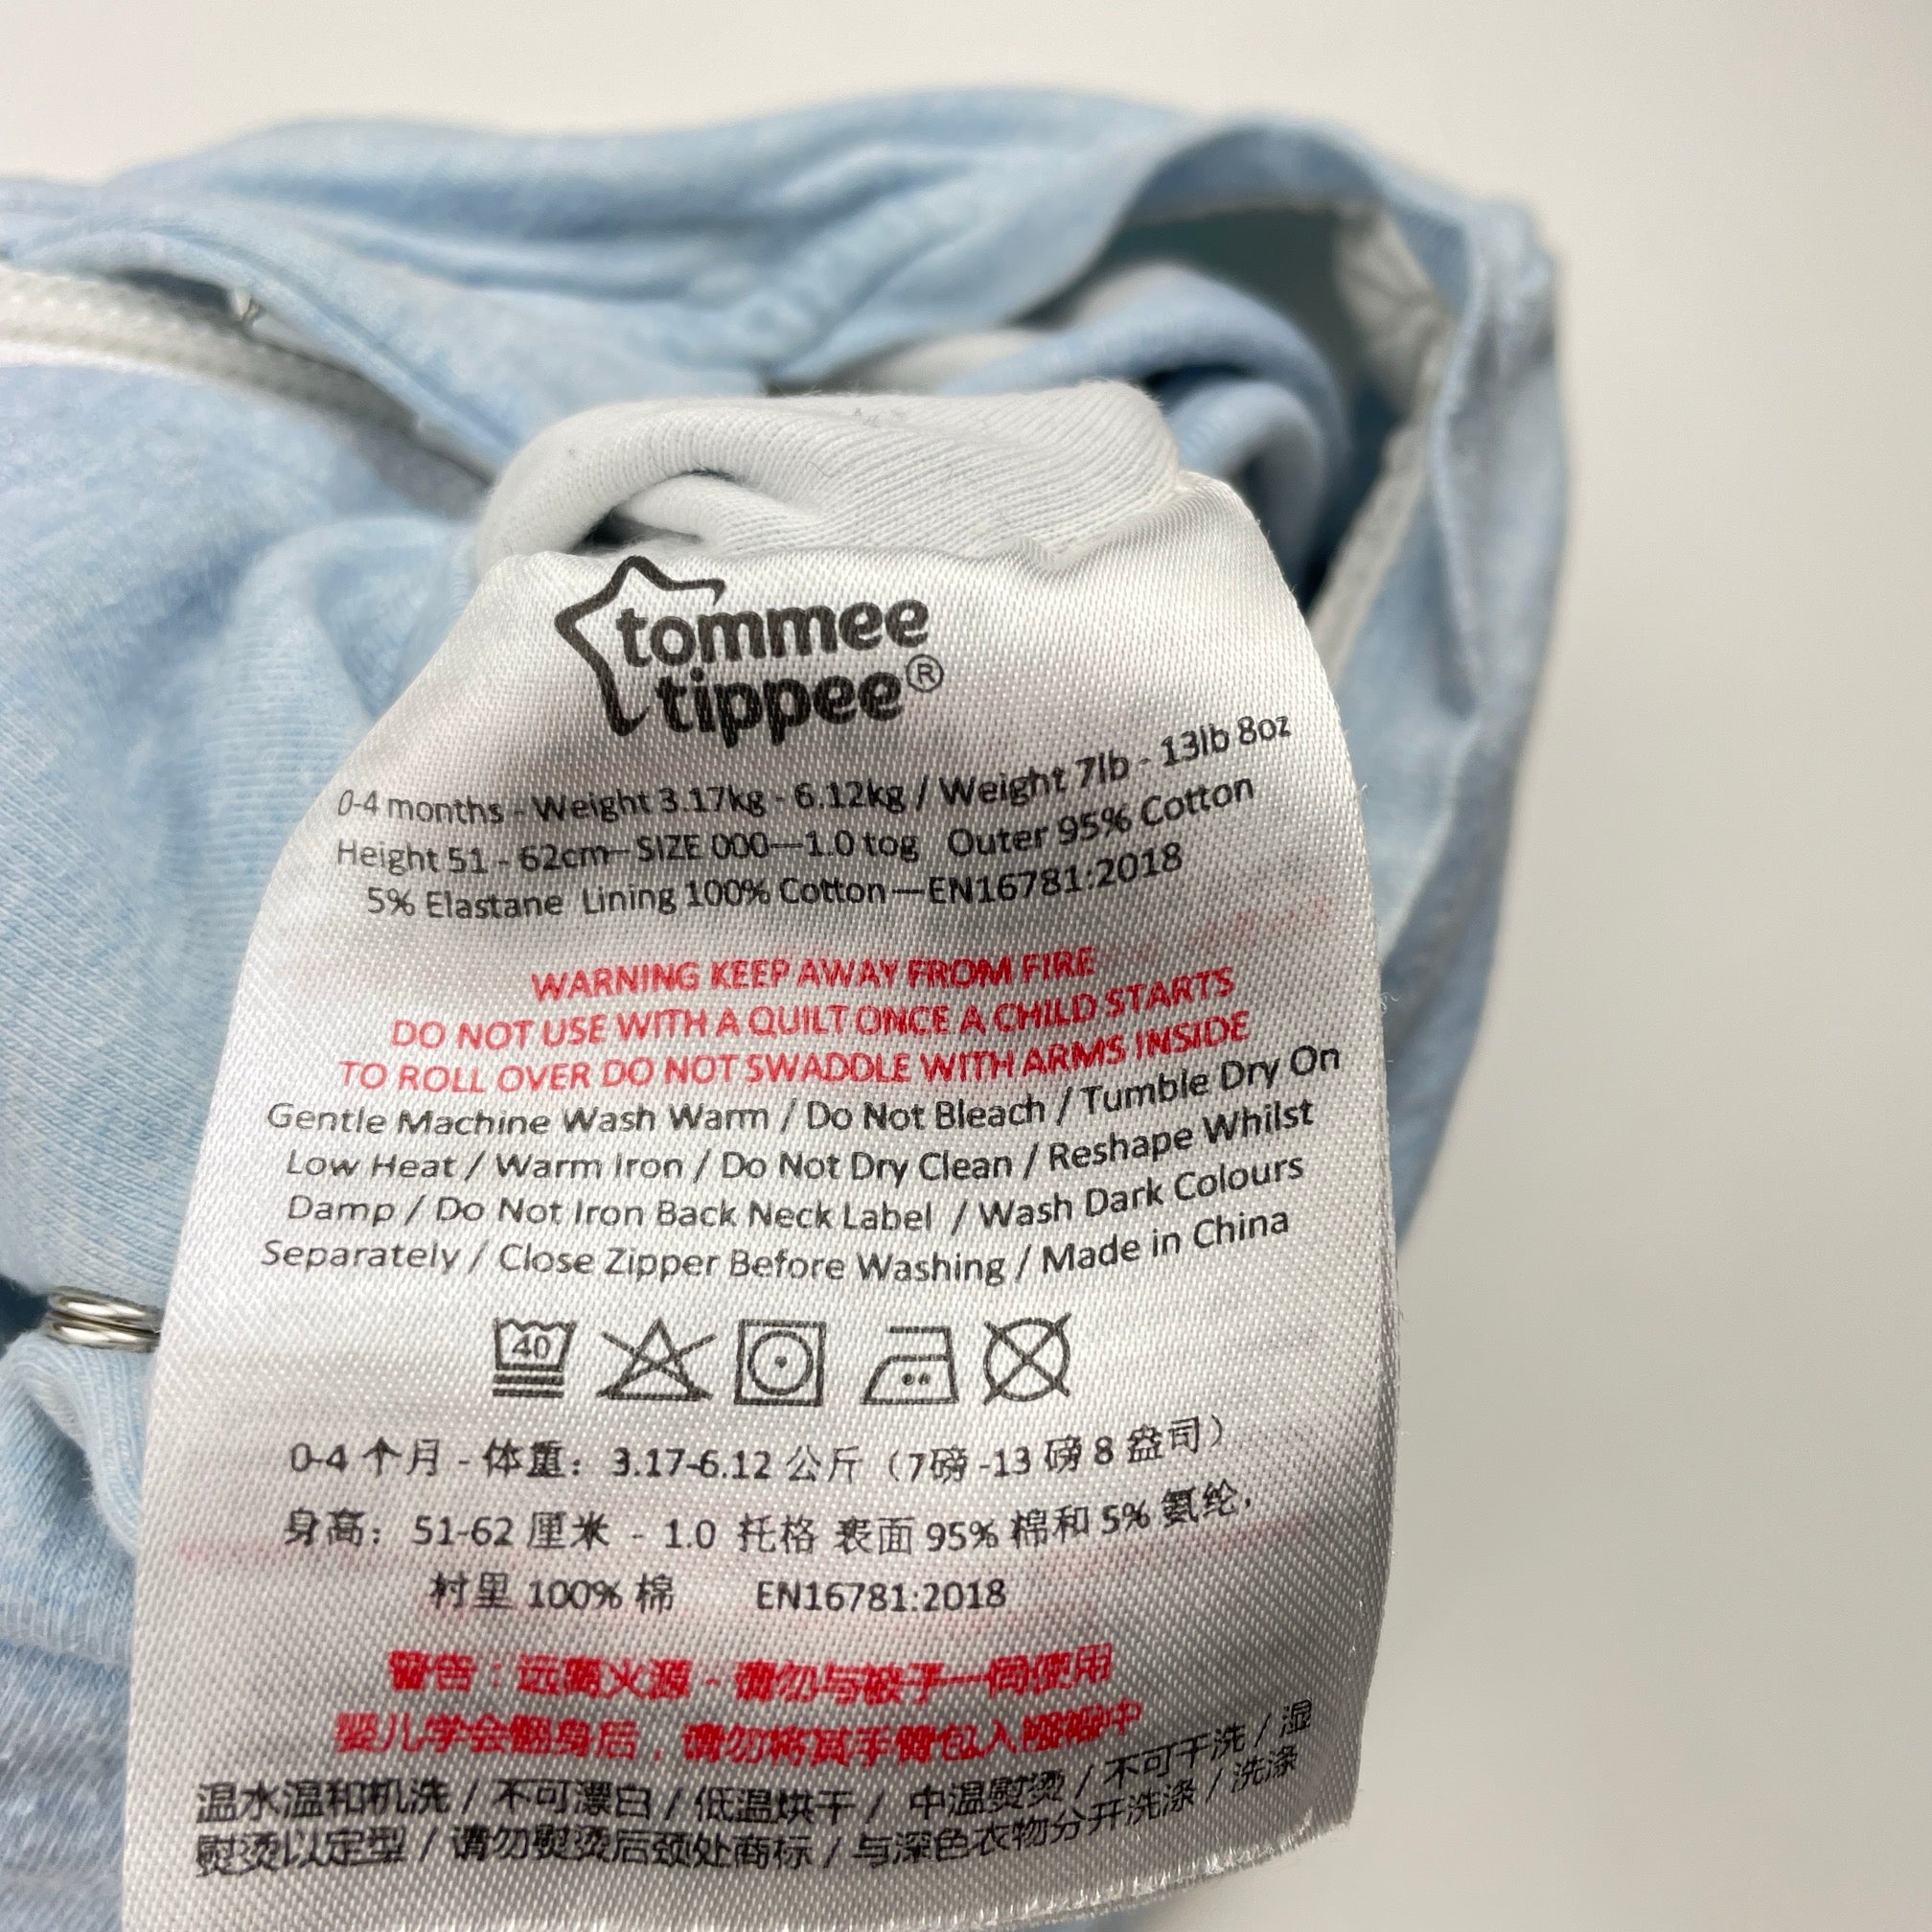 tommee
tippee®
0-4 months - Weight 3.17kg - 6.12kg / Weight 7lb - 13lb 8oz
Height 51 - 62cm— SIZE 000—1.0 tog Outer 95% Cotton
5% Elastane Lining 100% Cotton—EN16781:2018
WARNING KEEP AWAY FROM FIRE
DO NOT USE WITH A QUILT ONCE A CHILD STARTS
TO ROLL OVER DO NOT SWADDLE WITH ARMS INSIDE
Gentle Machine Wash Warm / Do Not Bleach / Tumble Dry On
Low Heat / Warm Iron / Do Not Dry Clean / Reshape Whilst
Damp / Do Not Iron Back Neck Label / Wash Dark Colours
Separately / Close Zipper Before Washing / Made in China
40
0-4 个月 - 体重：3.17-6.12 公斤（7磅 -13 磅 8 盎司）
身高：51-62 厘米 - 1.0 托格 表面 95% 棉和 5% 氨纶，
衬里 100% 棉 EN16781:2018
警告：远离火源 - 请勿与被子一同使用
婴儿学会翻身后，请勿将其手臂包入襁褓中
温水温和机洗 / 不可漂白 / 低温烘干 / 中温熨烫 / 不可干洗 / 湿
熨烫以定型 / 请勿熨烫后颈处商标 / 与深色衣物分开洗涤 / 洗涤